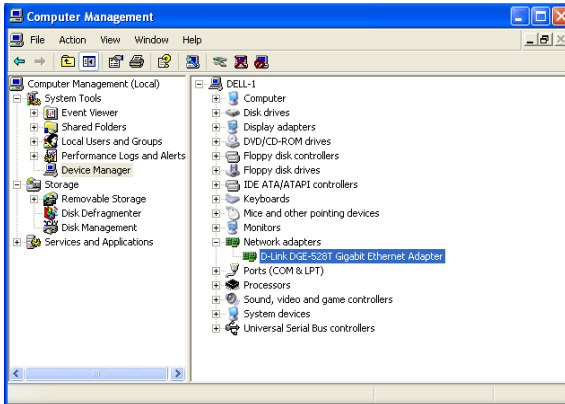 Computer Management
File Action View Window Help
Computer Management (Local)
System Tools
Event Viewer
Shared Folders
Local Users and Groups
Performance Logs and Alerts
Device Manager
Storage
Removable Storage
Disk Defragmenter
Disk Management
Services and Applications
DELL-1
Computer
Disk drives
Display adapters
DVD/CD-ROM drives
Floppy disk controllers
Floppy disk drives
IDE ATA/ATAPI controllers
Keyboards
Mice and other pointing devices
Monitors
Network adapters
D-Link DGE-528T Gigabit Ethernet Adapter
Ports (COM & LPT)
Processors
Sound, video and game controllers
System devices
Universal Serial Bus controllers